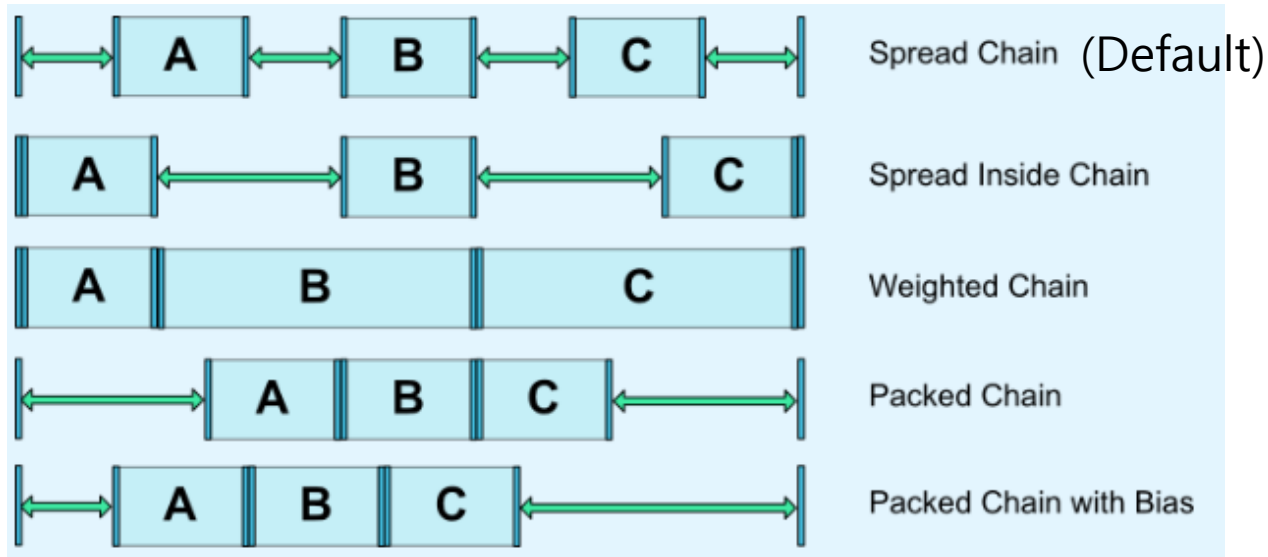 A B C Spread Chain (Default)
A B C Spread Inside Chain
A B C Weighted Chain
A B C Packed Chain
A B C Packed Chain with Bias